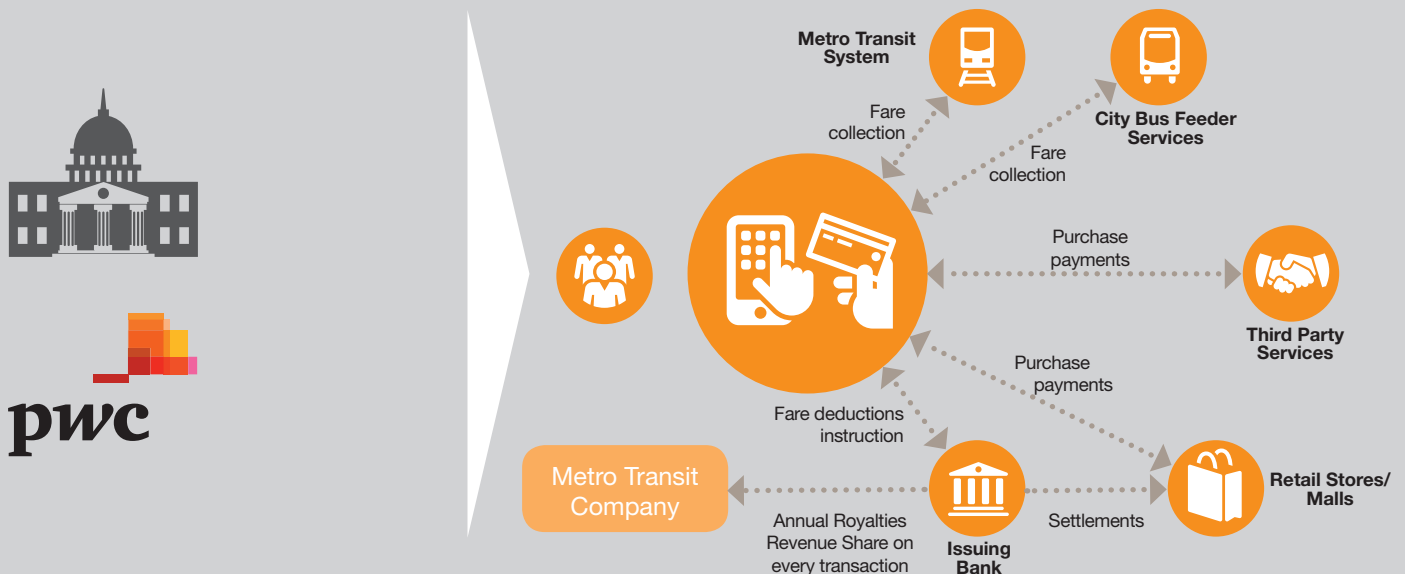 Metro Transit
System
City Bus Feeder
Services
Fare
collection
Fare
collection
Purchase
payments
Third Party
Services
pwc
Purchase
payments
Fare deductions
instruction
Metro Transit
Company
Retail Stores/
Malls
Annual Royalties
Revenue Share on
every transaction
Settlements
Issuing
Bank